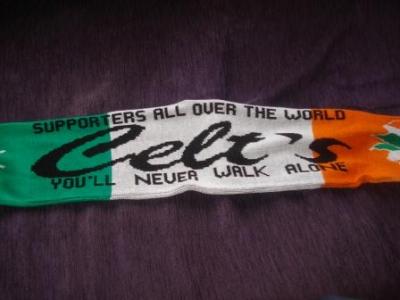 SUPPORTERS ALL OVER THE WORLD
Celt's
YOU'LL NEVER WALK ALONE